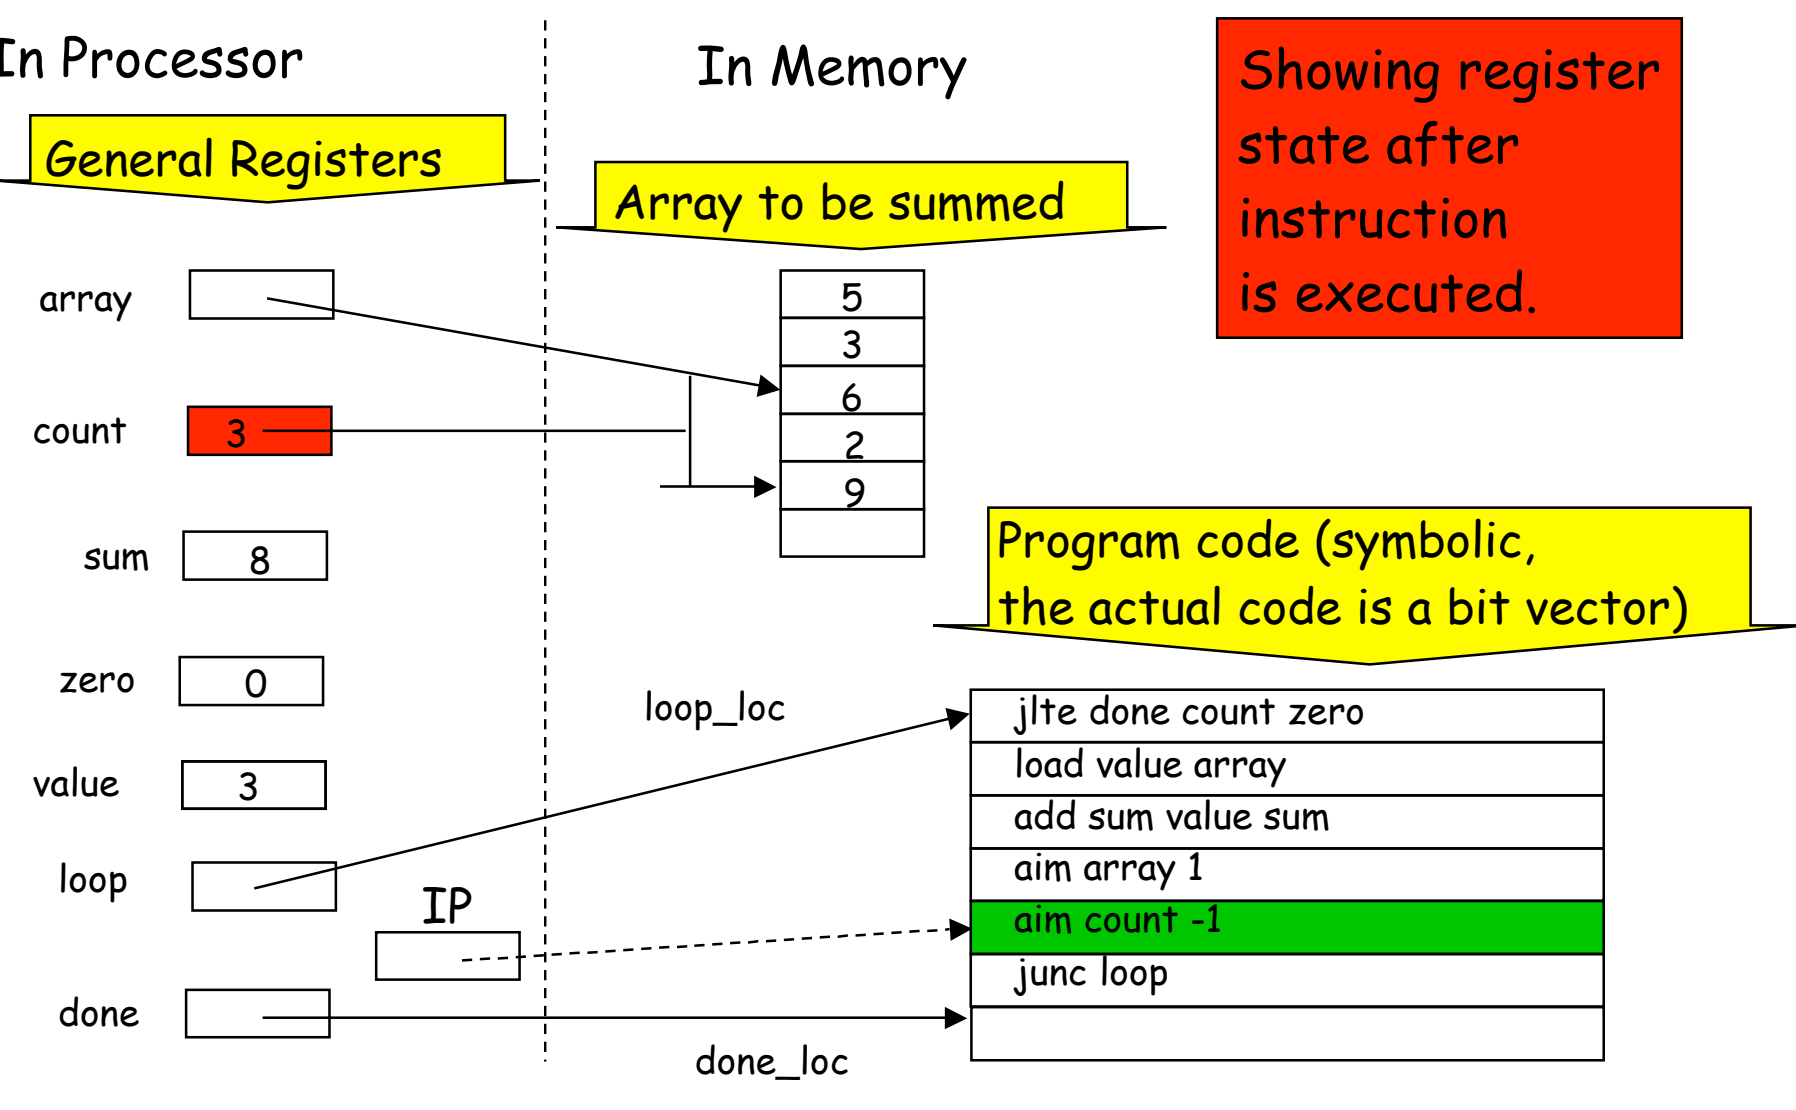 In Processor
In Memory
Showing register
state after
instruction
is executed.
General Registers
Array to be summed
array
count
3
sum
8
zero
0
value
3
loop
IP
done
5
3
6
2
9
Program code (symbolic,
the actual code is a bit vector)
loop_loc
done_loc
jlte done count zero
load value array
add sum value sum
aim array 1
aim count -1
junc loop